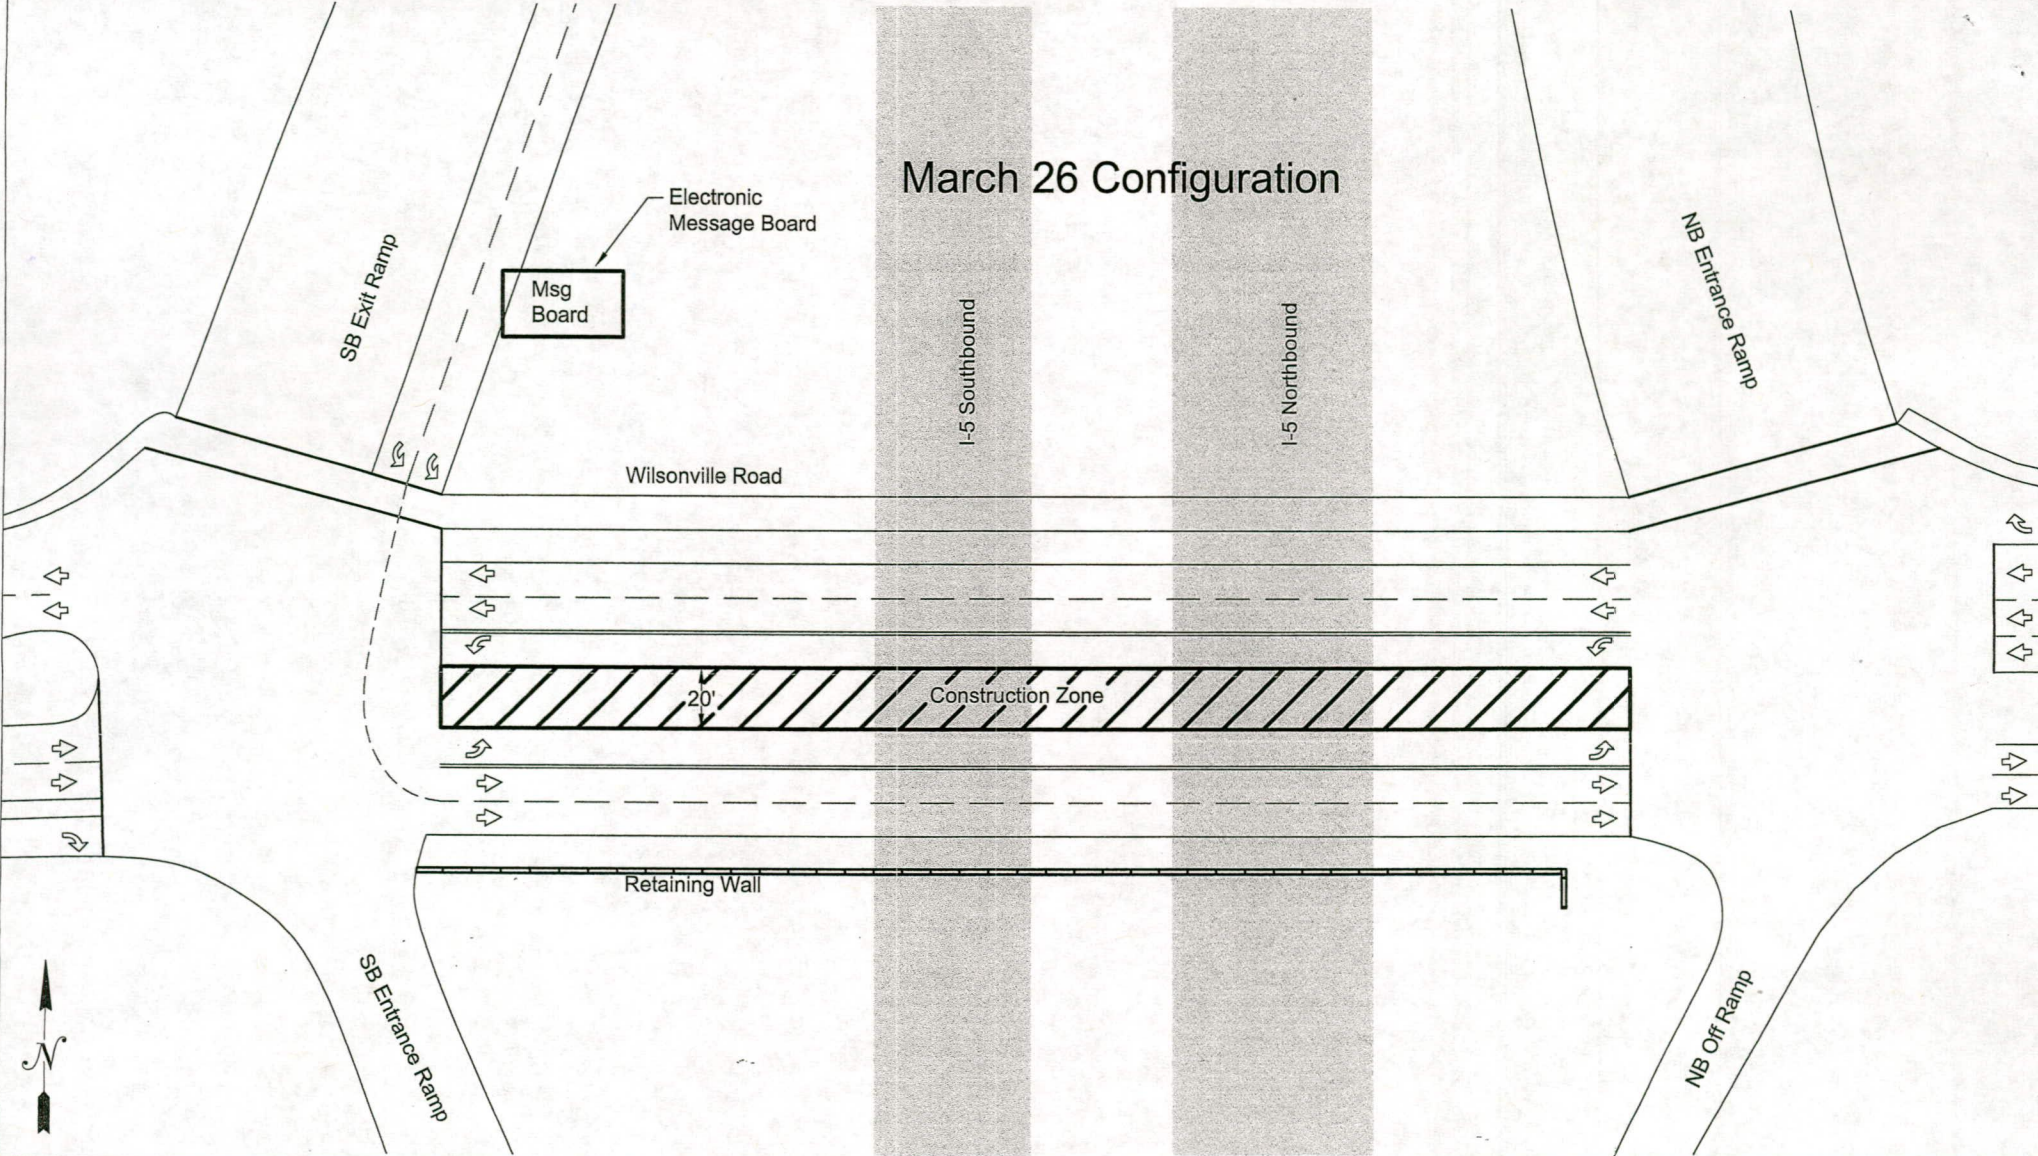 March 26 Configuration
Electronic
Message Board
Msg
Board
SB Exit Ramp
I-5 Southbound
I-5 Northbound
NB Entrance Ramp
Wilsonville Road
20'
Construction Zone
Retaining Wall
SB Entrance Ramp
NB Off Ramp
N